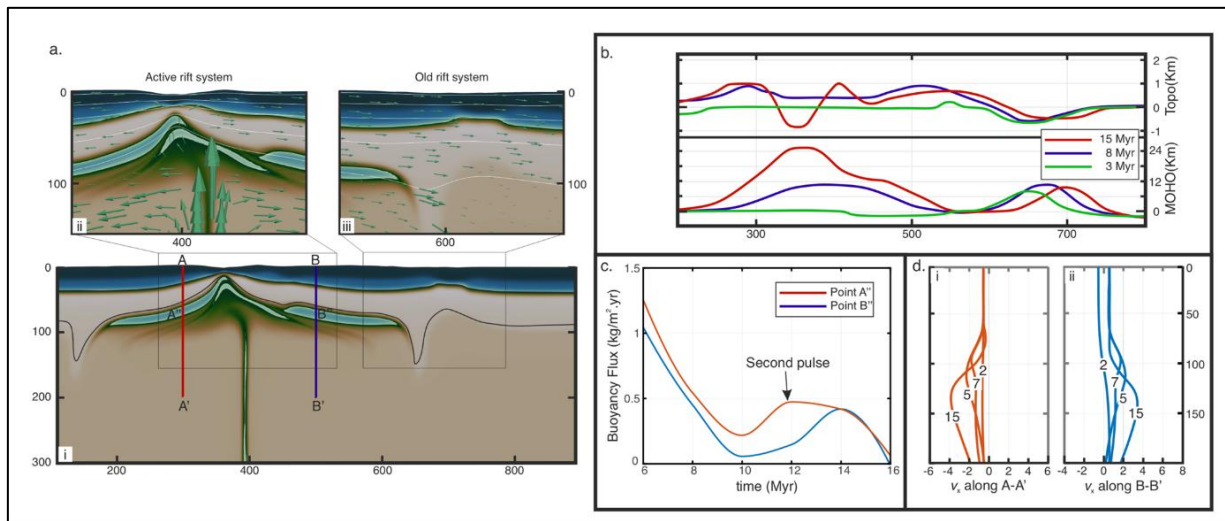 a.
Active rift system
Old rift system
0
100
ii
400
iii
600
0
100
A
B
0
100
200
300
A''
B''
A'
B'
i
200
400
600
800
b.
2
1
0
-1
Topo(Km)
15 Myr
8 Myr
3 Myr
24
12
0
MOHO(Km)
300
500
700
c.
1.5
1
0.5
0
Buoyancy Flux (kg/m².yr)
Point A''
Point B''
Second pulse
6
8
10
12
14
16
time (Myr)
d.
i
2
7
5
15
-6
-4
-2
0
2
4
6
vₓ along A-A'
ii
2
7
5
15
0
50
100
150
-4
-2
0
2
4
6
8
vₓ along B-B'